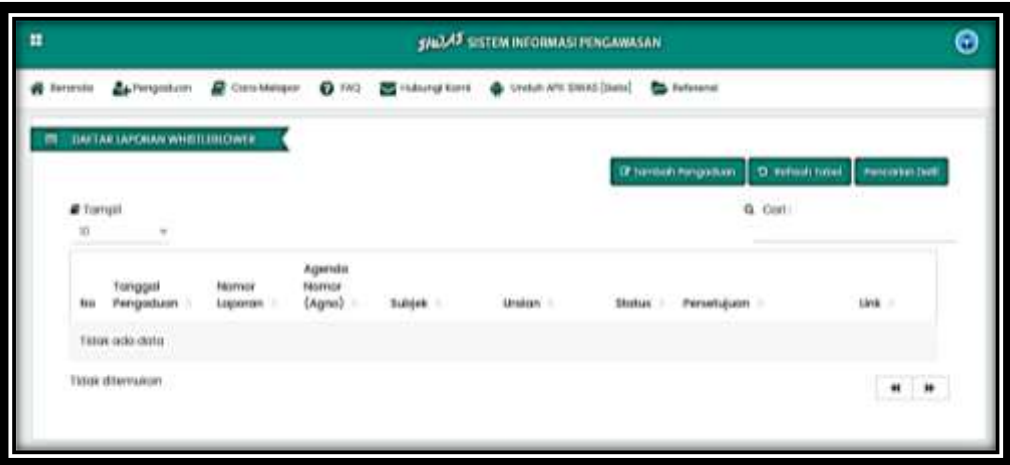 SIWAS SISTEM INFORMASI PENGAWASAN
Beranda Pengaduan Cara Melapor FAQ Hubungi Kami Unduh APK SIWAS [Beta] Referensi
DAFTAR LAPORAN WHISTLEBLOWER
Tambah Pengaduan Refresh Tabel Pencarian Detil
Tampil Cari :
10
No Tanggal Pengaduan Nomor Laporan Agenda Nomor (Agno) Subjek Uraian Status Persetujuan Link
Tidak ada data
Tidak ditemukan